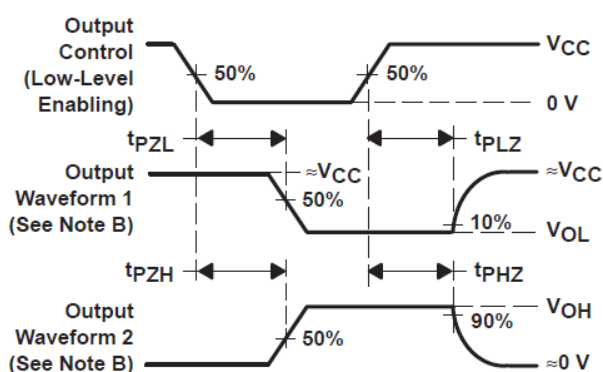 Output
Control
(Low-Level
Enabling)
50%
50%
VCC
0 V
tPZL
tPLZ
Output
Waveform 1
(See Note B)
≈VCC
50%
≈VCC
10%
VOL
tPZH
tPHZ
Output
Waveform 2
(See Note B)
50%
VOH
90%
≈0 V